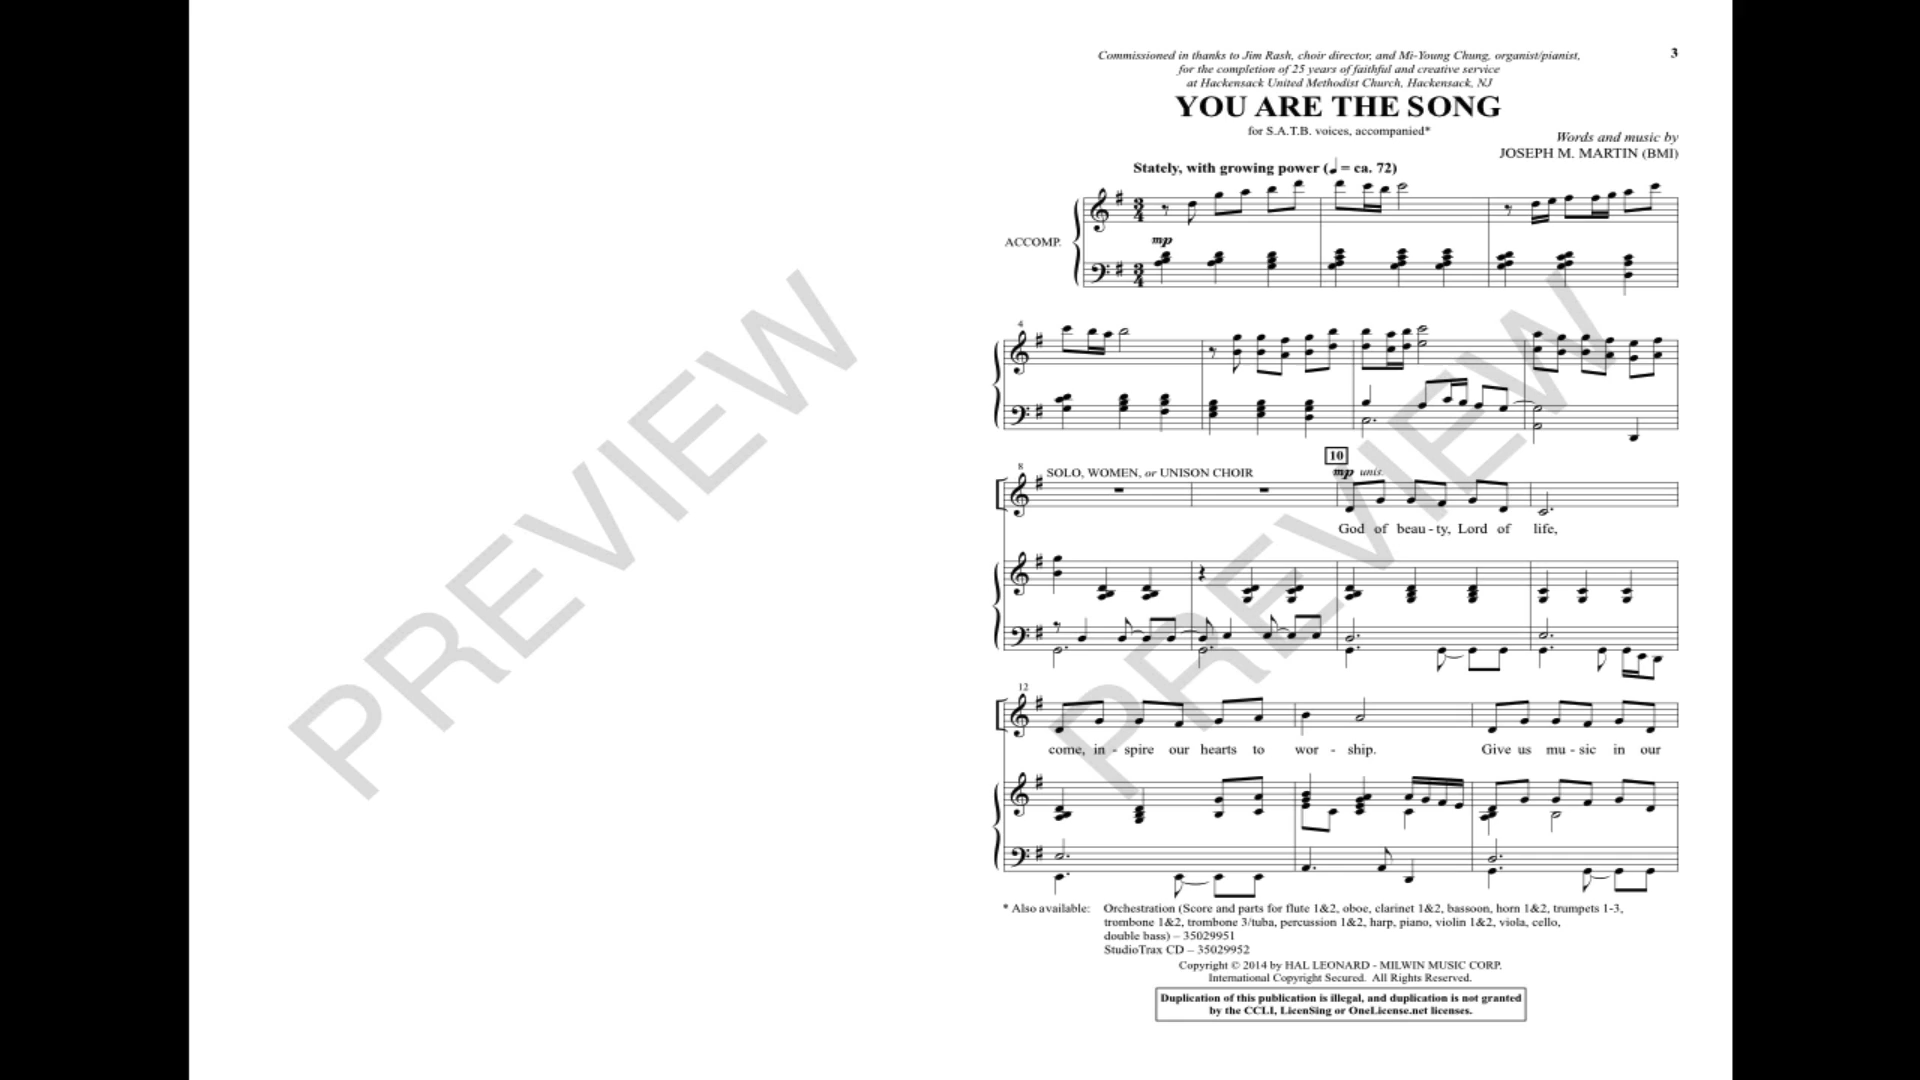 PREVIEW
3
Commissioned in thanks to Jim Rash, choir director, and Mi-Young Chung, organist/pianist,
for the completion of 25 years of faithful and creative service
at Hackensack United Methodist Church, Hackensack, NJ
YOU ARE THE SONG
for S.A.T.B. voices, accompanied*
Words and music by
JOSEPH M. MARTIN (BMI)
Stately, with growing power (♩ = ca. 72)
3
4
ACCOMP.
mp
3
4
4
PREVIEW
8
SOLO, WOMEN, or UNISON CHOIR
10
mp unis.
God of beau - ty, Lord of life,
12
come, in - spire our hearts to wor - ship. Give us mu - sic in our
* Also available: Orchestration (Score and parts for flute 1&2, oboe, clarinet 1&2, bassoon, horn 1&2, trumpets 1-3,
trombone 1&2, trombone 3/tuba, percussion 1&2, harp, piano, violin 1&2, viola, cello,
double bass) – 35029951
StudioTrax CD – 35029952
Copyright © 2014 by HAL LEONARD - MILWIN MUSIC CORP.
International Copyright Secured. All Rights Reserved.
Duplication of this publication is illegal, and duplication is not granted
by the CCLI, LicenSing or OneLicense.net licenses.